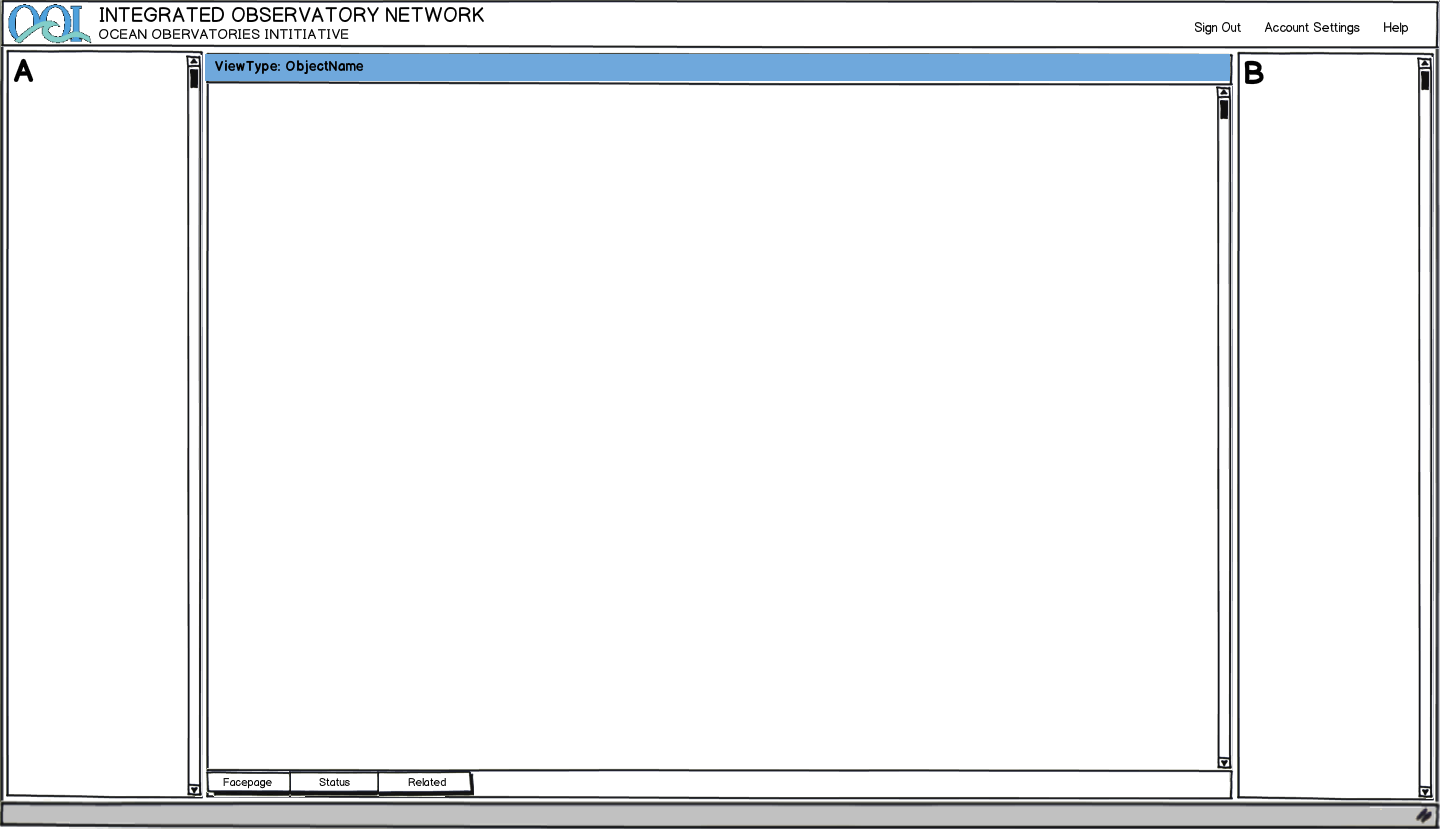 OOI
INTEGRATED OBSERVATORY NETWORK
OCEAN OBERVATORIES INTITIATIVE
Sign Out Account Settings Help
A
ViewType: ObjectName
B
Facepage Status Related